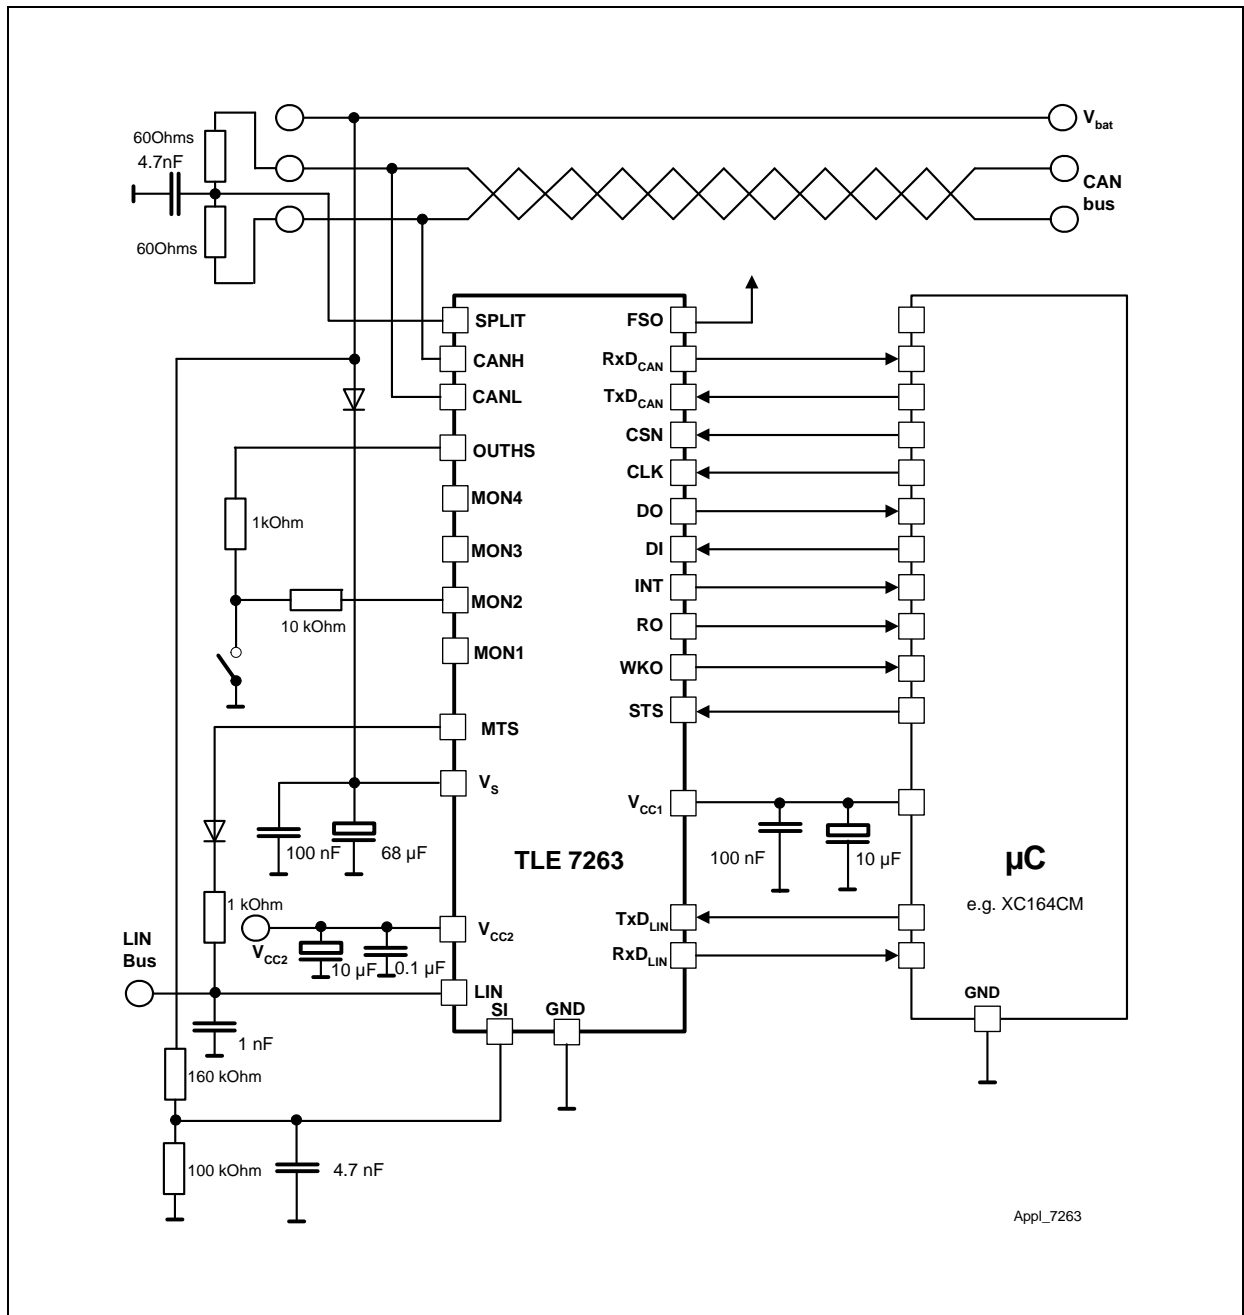 60Ohms
4.7nF
60Ohms
V_bat
CAN
bus
SPLIT
CANH
CANL
OUTHS
MON4
MON3
MON2
MON1
MTS
V_S
V_CC2
LIN
SI
GND
FSO
RxD_CAN
TxD_CAN
CSN
CLK
DO
DI
INT
RO
WKO
STS
V_CC1
TxD_LIN
RxD_LIN
TLE 7263
1kOhm
10 kOhm
100 nF
68 µF
1 kOhm
V_CC2
10 µF
0.1 µF
LIN
Bus
1 nF
160 kOhm
100 kOhm
4.7 nF
100 nF
10 µF
µC
e.g. XC164CM
GND
Appl_7263